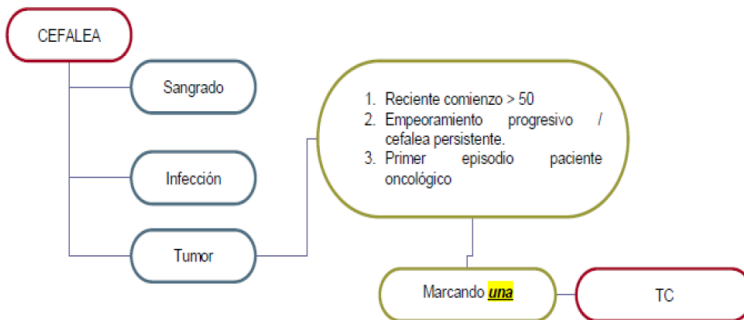 CEFALEA
Sangrado
Infección
Tumor
1. Reciente comienzo > 50
2. Empeoramiento progresivo /
cefalea persistente.
3. Primer episodio paciente
oncológico
Marcando una
TC